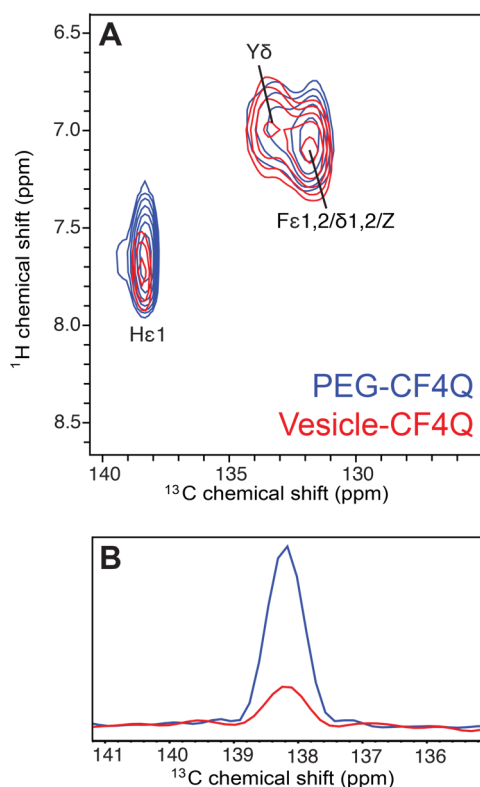 A
Yδ
6.5
7.0
7.5
8.0
8.5
¹H chemical shift (ppm)
Fε1,2/δ1,2/Z
Hε1
PEG-CF4Q
Vesicle-CF4Q
140 135 130
¹³C chemical shift (ppm)
B
141 140 139 138 137 136
¹³C chemical shift (ppm)